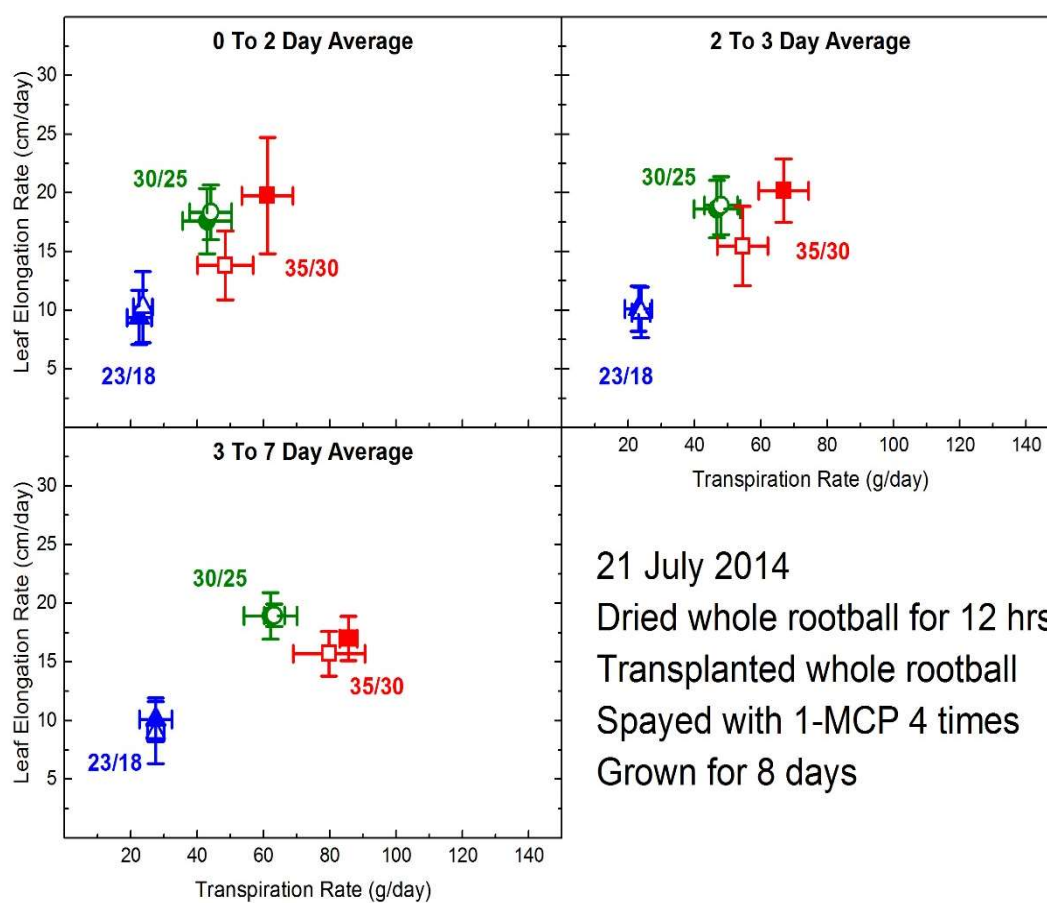 0 To 2 Day Average
Leaf Elongation Rate (cm/day)
30
25
20
15
10
5
30/25
35/30
23/18
2 To 3 Day Average
30/25
35/30
23/18
20 40 60 80 100 120 140
Transpiration Rate (g/day)
3 To 7 Day Average
Leaf Elongation Rate (cm/day)
30
25
20
15
10
5
30/25
35/30
23/18
20 40 60 80 100 120 140
Transpiration Rate (g/day)
21 July 2014
Dried whole rootball for 12 hrs
Transplanted whole rootball
Spayed with 1-MCP 4 times
Grown for 8 days